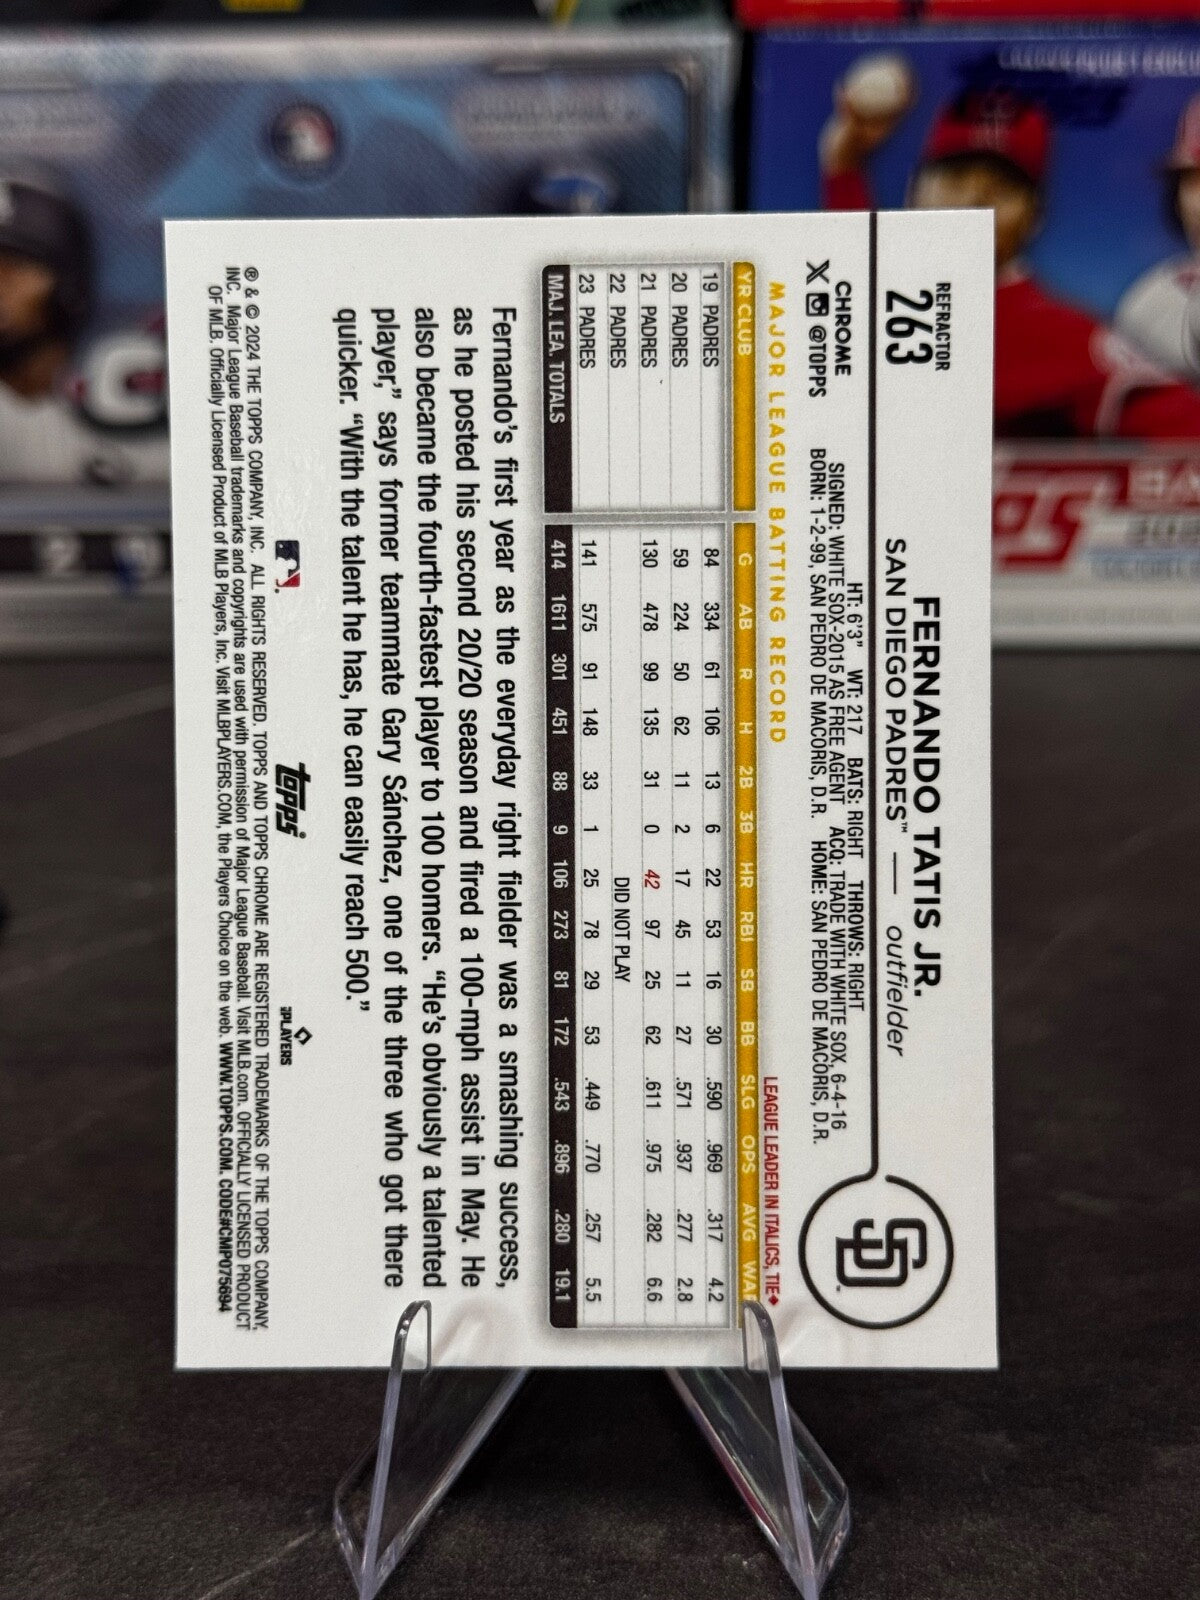 REFRACTOR
263
FERNANDO TATIS JR.
SAN DIEGO PADRES™ — outfielder
SD
CHROME
@TOPPS
HT: 6'3" WT: 217 BATS: RIGHT THROWS: RIGHT
SIGNED: WHITE SOX-2015 AS FREE AGENT ACQ: TRADE WITH WHITE SOX, 6-4-16
BORN: 1-2-99, SAN PEDRO DE MACORIS, D.R. HOME: SAN PEDRO DE MACORIS, D.R.
MAJOR LEAGUE BATTING RECORD
LEAGUE LEADER IN ITALICS, TIE♦
YR CLUB G AB R H 2B 3B HR RBI SB BB SLG OPS AVG WAR
19 PADRES 84 334 61 106 13 6 22 53 16 30 .590 .969 .317 4.2
20 PADRES 59 224 50 62 11 2 17 45 11 27 .571 .937 .277 2.8
21 PADRES 130 478 99 135 31 0 42 97 25 62 .611 .975 .282 6.6
22 PADRES DID NOT PLAY
23 PADRES 141 575 91 148 33 1 25 78 29 53 .449 .770 .257 5.5
MAJ. LEA. TOTALS 414 1611 301 451 88 9 106 273 81 172 .543 .896 .280 19.1
Fernando's first year as the everyday right fielder was a smashing success,
as he posted his second 20/20 season and fired a 100-mph assist in May. He
also became the fourth-fastest player to 100 homers. "He's obviously a talented
player," says former teammate Gary Sánchez, one of the three who got there
quicker. "With the talent he has, he can easily reach 500."
topps
PLAYERS
® & © 2024 THE TOPPS COMPANY, INC. ALL RIGHTS RESERVED. TOPPS AND TOPPS CHROME ARE REGISTERED TRADEMARKS OF THE TOPPS COMPANY,
INC. Major League Baseball trademarks and copyrights are used with permission of Major League Baseball. Visit MLB.com. OFFICIALLY LICENSED PRODUCT
OF MLB. Officially Licensed Product of MLB Players, Inc. Visit MLBPLAYERS.COM, the Players Choice on the web. WWW.TOPPS.COM. CODE#CMP075694